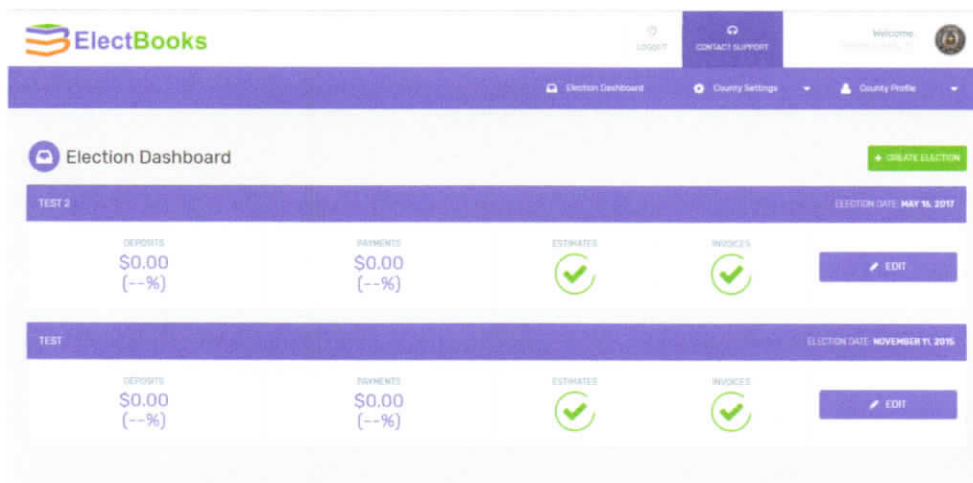 ElectBooks
LOGOUT
CONTACT SUPPORT
Welcome
Election Dashboard
County Settings
County Profile
Election Dashboard
+ CREATE ELECTION
TEST 2
ELECTION DATE: MAY 16, 2017
DEPOSITS
$0.00
(--%)
PAYMENTS
$0.00
(--%)
ESTIMATES
INVOICES
EDIT
TEST
ELECTION DATE: NOVEMBER 11, 2015
DEPOSITS
$0.00
(--%)
PAYMENTS
$0.00
(--%)
ESTIMATES
INVOICES
EDIT